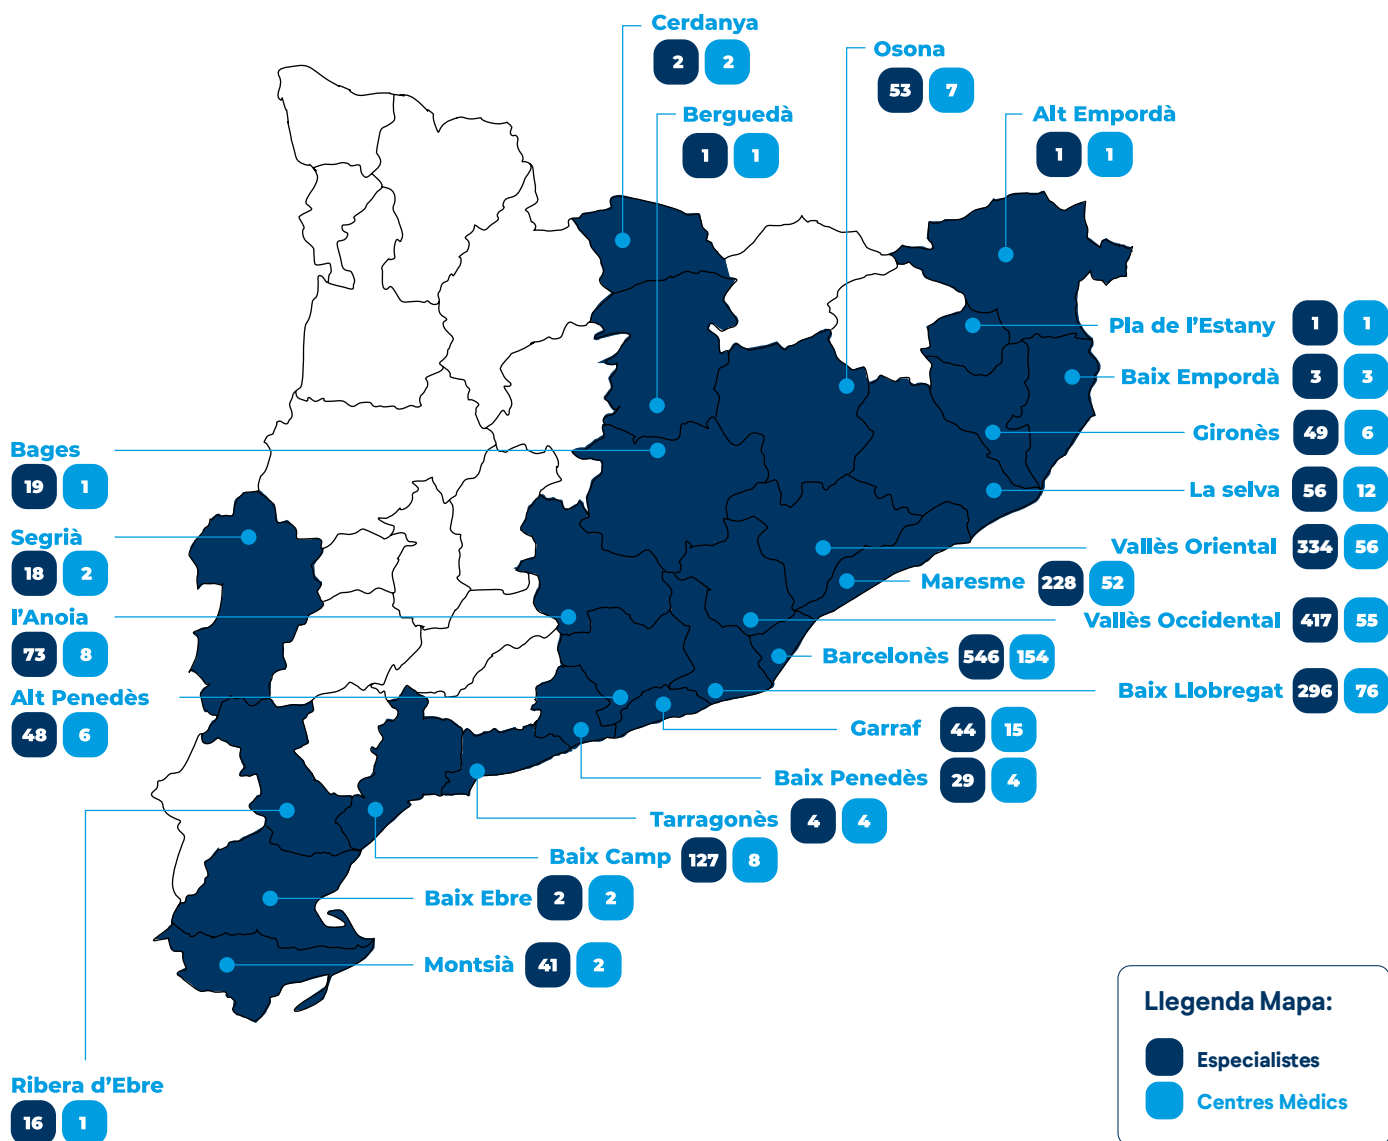 Cerdanya
2 2
Osona
53 7
Berguedà
1 1
Alt Empordà
1 1
Pla de l’Estany 1 1
Baix Empordà 3 3
Gironès 49 6
La selva 56 12
Vallès Oriental 334 56
Maresme 228 52
Vallès Occidental 417 55
Barcelonès 546 154
Baix Llobregat 296 76
Garraf 44 15
Baix Penedès 29 4
Tarragonès 4 4
Baix Camp 127 8
Baix Ebre 2 2
Montsià 41 2
Bages
19 1
Segrià
18 2
l’Anoia
73 8
Alt Penedès
48 6
Ribera d’Ebre
16 1
Llegenda Mapa:
Especialistes
Centres Mèdics